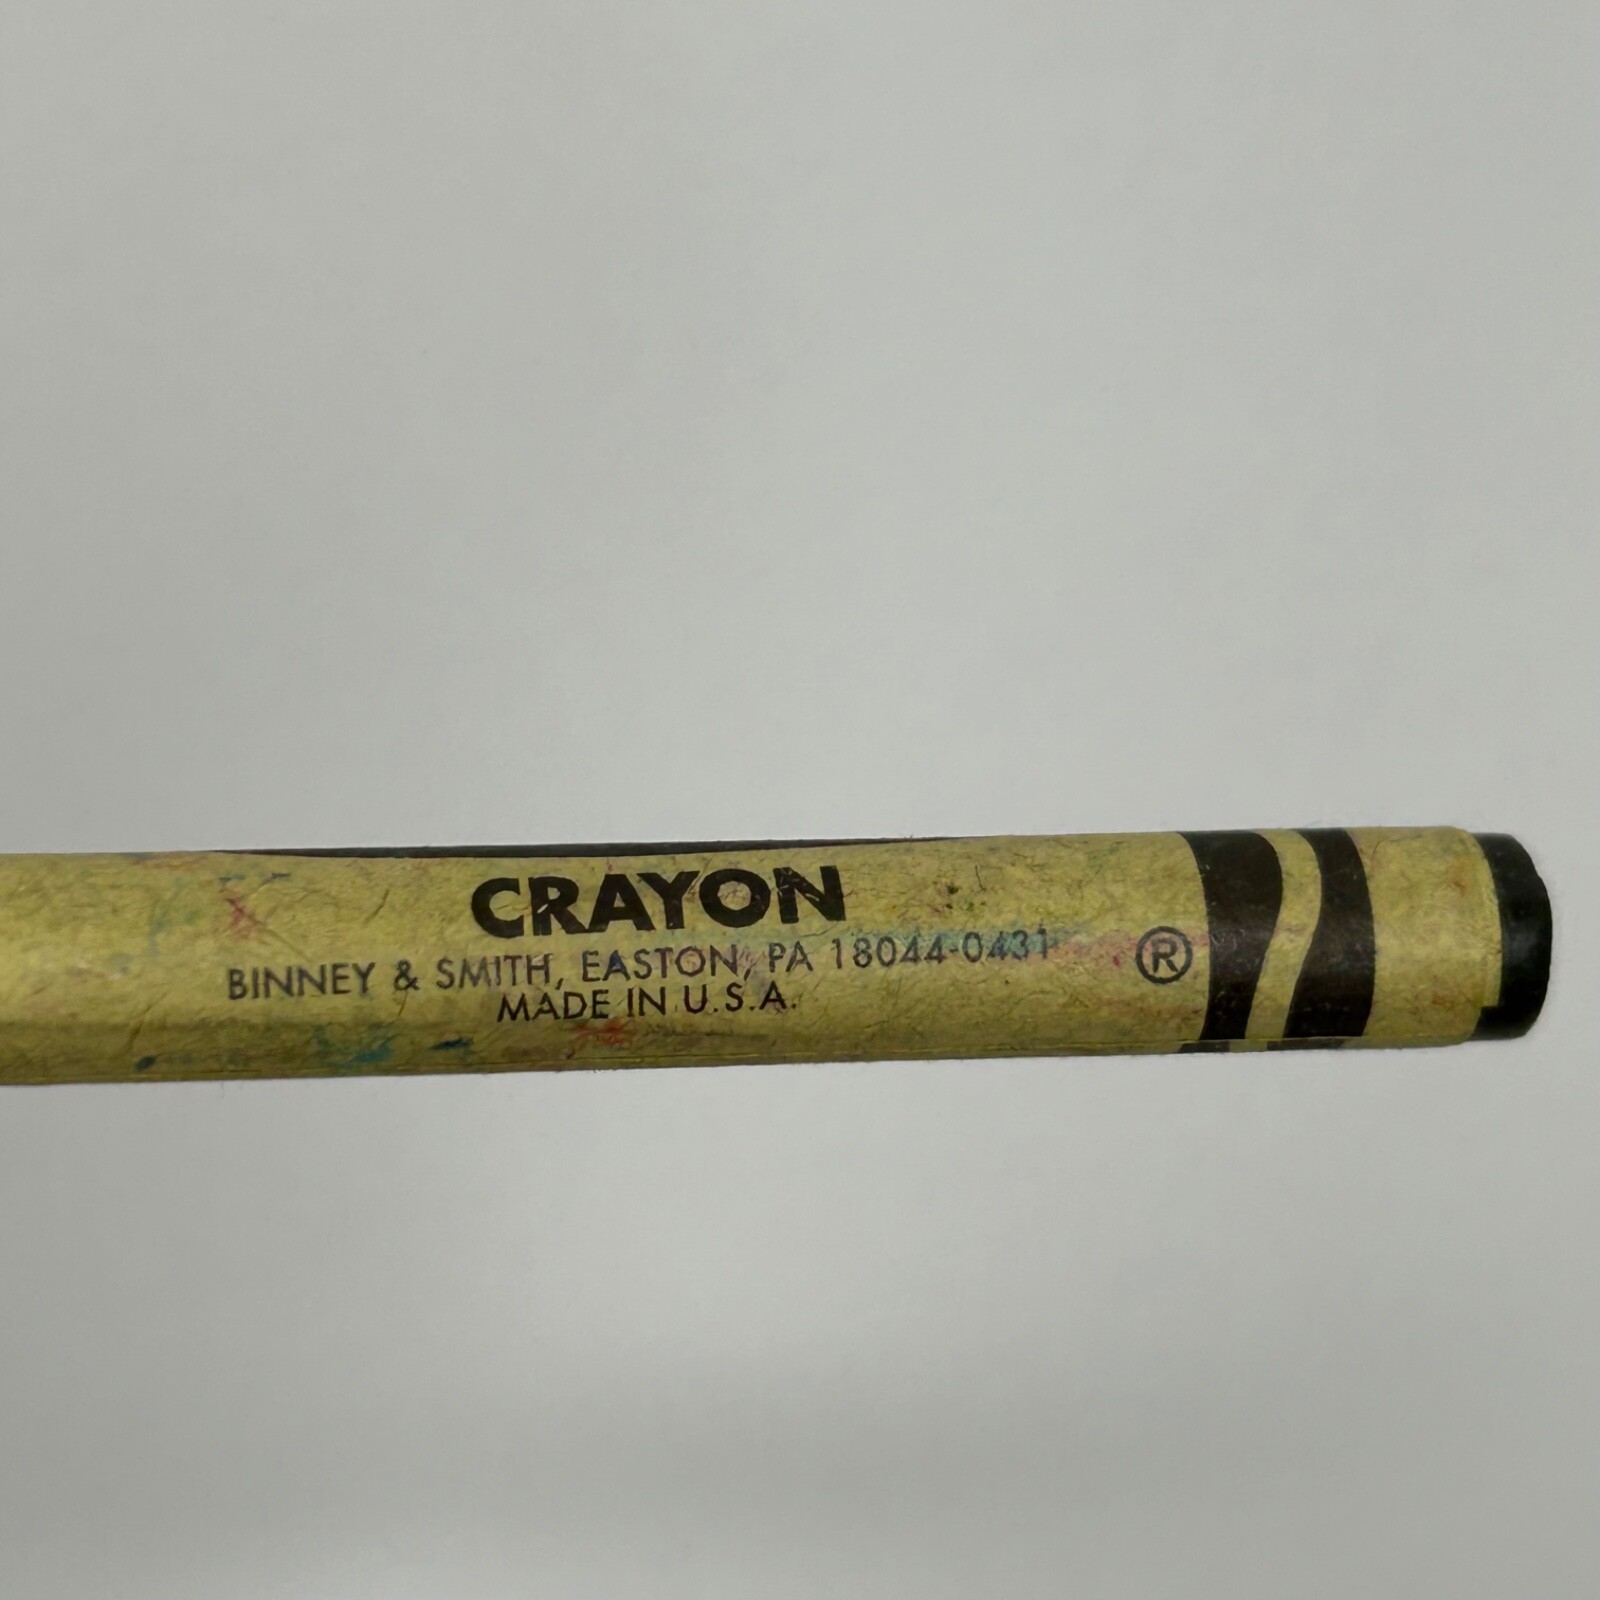 CRAYON
BINNEY & SMITH, EASTON, PA 18044-0431
MADE IN U.S.A.
®